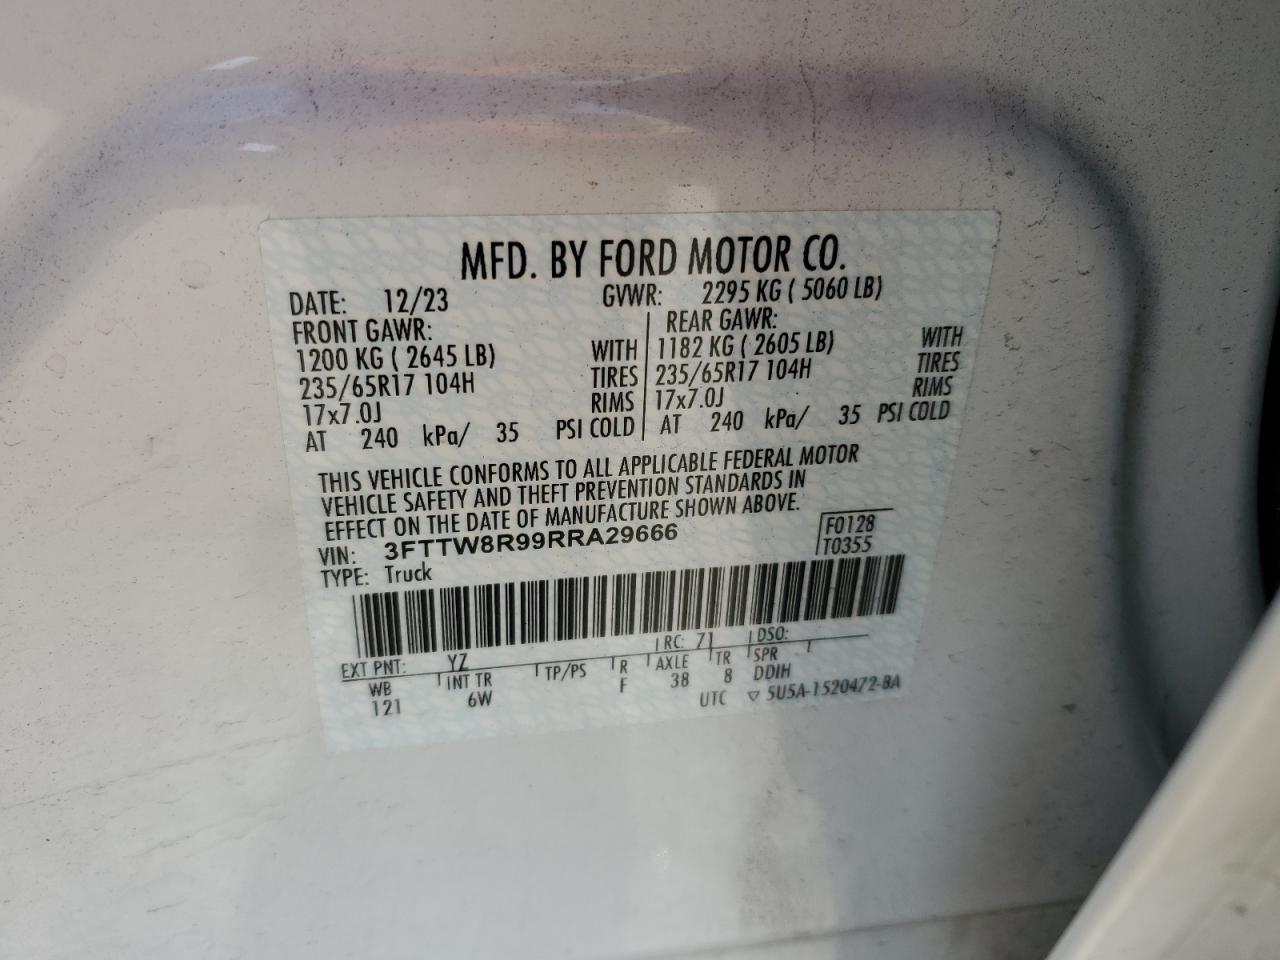 MFD. BY FORD MOTOR CO.
DATE: 12/23 GVWR: 2295 KG ( 5060 LB)
FRONT GAWR: REAR GAWR:
1200 KG ( 2645 LB) WITH 1182 KG ( 2605 LB) WITH
235/65R17 104H TIRES 235/65R17 104H TIRES
17x7.0J RIMS 17x7.0J RIMS
AT 240 kPa/ 35 PSI COLD AT 240 kPa/ 35 PSI COLD
THIS VEHICLE CONFORMS TO ALL APPLICABLE FEDERAL MOTOR
VEHICLE SAFETY AND THEFT PREVENTION STANDARDS IN
EFFECT ON THE DATE OF MANUFACTURE SHOWN ABOVE.
VIN: 3FTTW8R99RRA29666 F0128
TYPE: Truck T0355
EXT PNT: YZ RC: 71 DSO:
WB INT TR TP/PS R AXLE TR SPR
121 6W F 38 8 DDIH
UTC ▽ 5U5A-1520472-BA